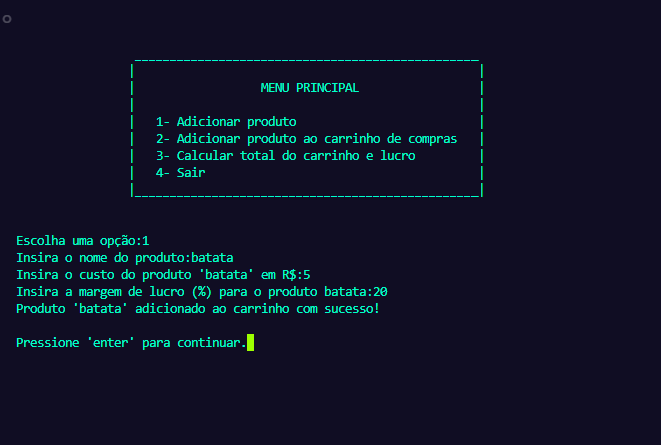 MENU PRINCIPAL
1- Adicionar produto
2- Adicionar produto ao carrinho de compras
3- Calcular total do carrinho e lucro
4- Sair
Escolha uma opção:1
Insira o nome do produto:batata
Insira o custo do produto 'batata' em R$:5
Insira a margem de lucro (%) para o produto batata:20
Produto 'batata' adicionado ao carrinho com sucesso!
Pressione 'enter' para continuar.